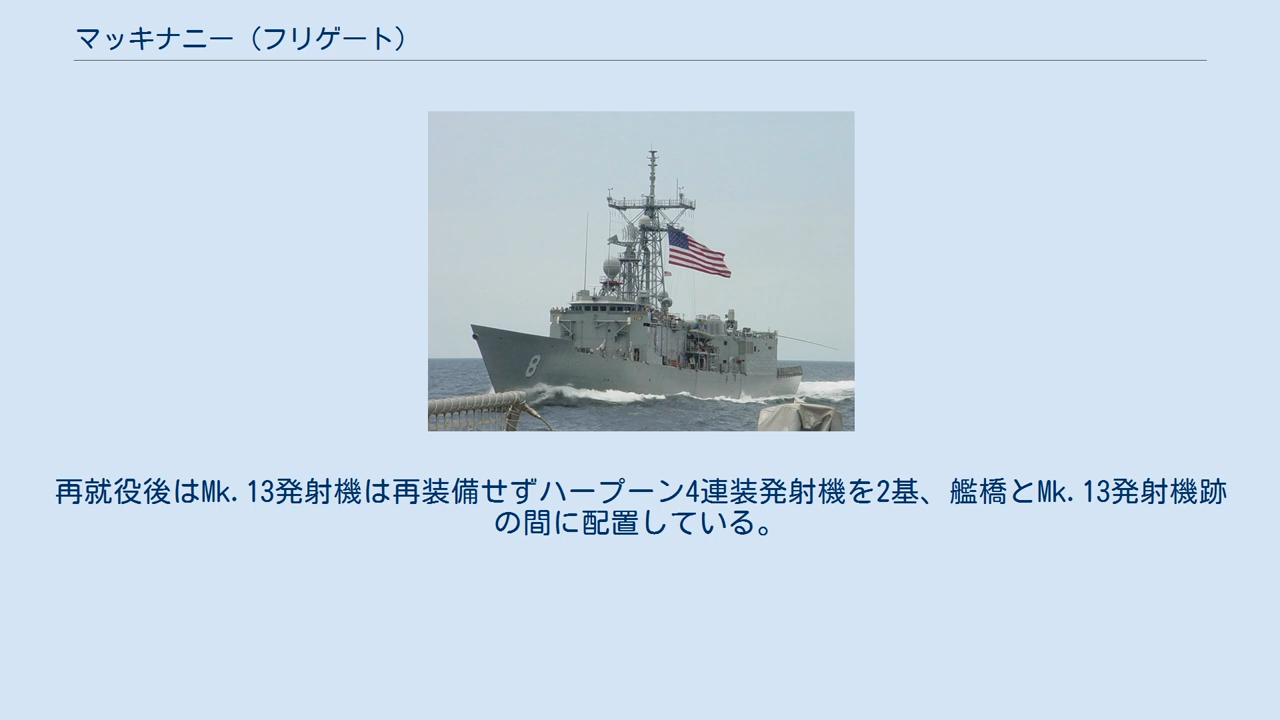 マッキナニー（フリゲート）
8
再就役後はMk.13発射機は再装備せずハープーン4連装発射機を2基、艦橋とMk.13発射機跡
の間に配置している。